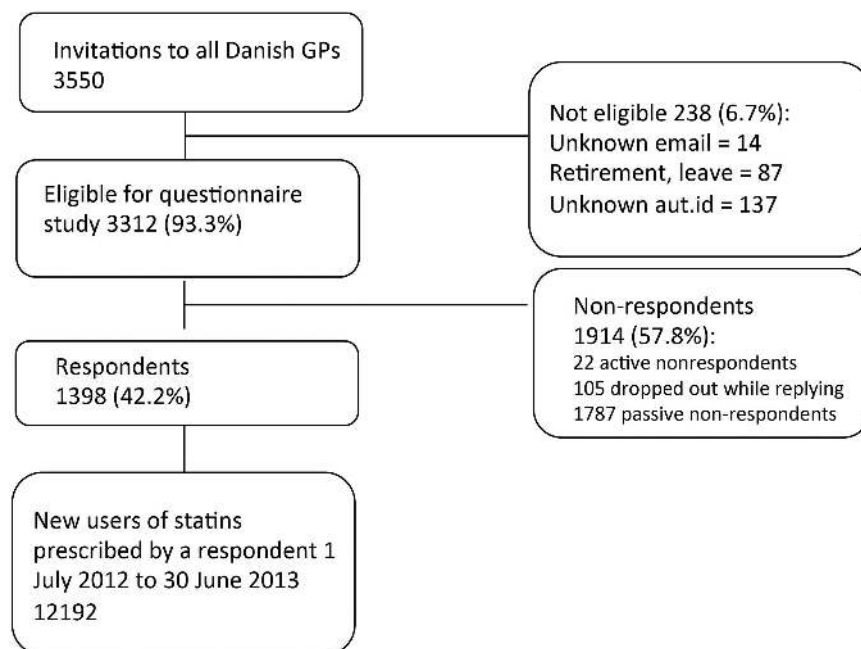 Invitations to all Danish GPs
3550
Not eligible 238 (6.7%):
Unknown email = 14
Retirement, leave = 87
Unknown aut.id = 137
Eligible for questionnaire
study 3312 (93.3%)
Non-respondents
1914 (57.8%):
22 active nonrespondents
105 dropped out while replying
1787 passive non-respondents
Respondents
1398 (42.2%)
New users of statins
prescribed by a respondent 1
July 2012 to 30 June 2013
12192